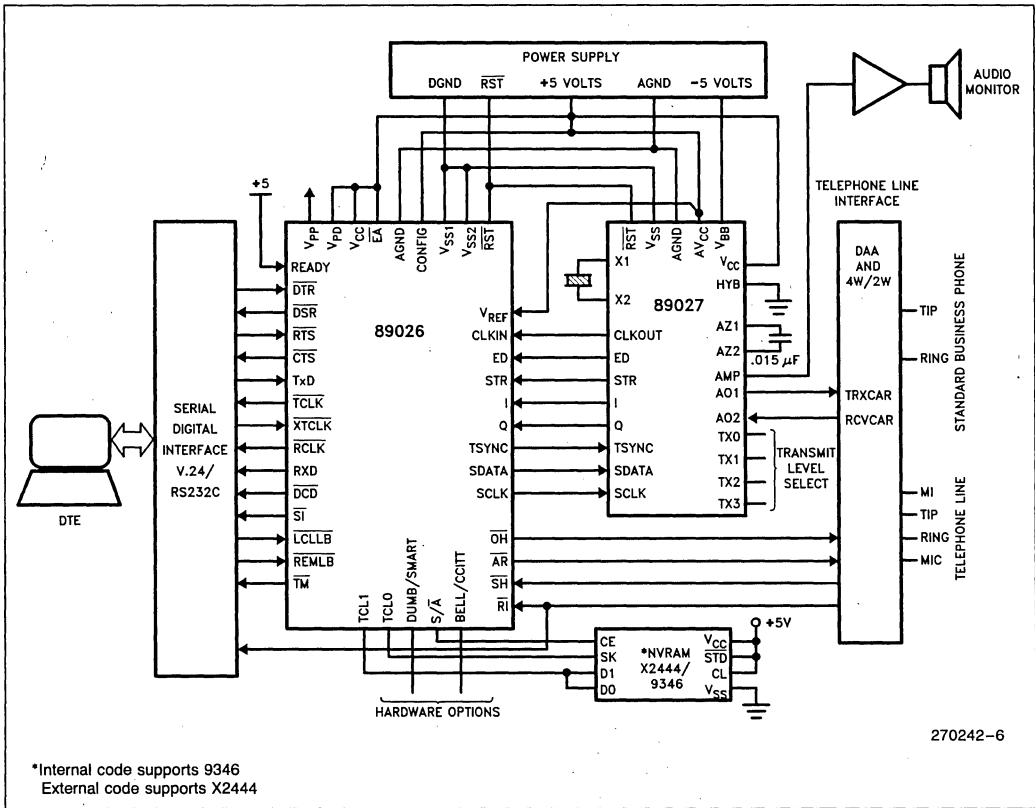 POWER SUPPLY
DGND RST +5 VOLTS AGND -5 VOLTS
AUDIO
MONITOR
+5
TELEPHONE LINE
INTERFACE
VPP
VPD
VCC
EA
AGND
CONFIG
VSS1
VSS2
RST
RST
VSS
AGND
AVCC
VBB
DTE
SERIAL
DIGITAL
INTERFACE
V.24/
RS232C
89026
READY
DTR
DSR
RTS
CTS
TxD
TCLK
XTCLK
RCLK
RXD
DCD
SI
LCLLB
REMLB
TM
VREF
CLKIN
ED
STR
I
Q
TSYNC
SDATA
SCLK
OH
AR
SH
RI
TCL1
TCL0
DUMB/SMART
S/A
BELL/CCITT
HARDWARE OPTIONS
89027
X1
X2
CLKOUT
ED
STR
I
Q
TSYNC
SDATA
SCLK
VCC
HYB
AZ1
AZ2
.015 μF
AMP
AO1
AO2
TX0
TX1
TX2
TX3
TRANSMIT
LEVEL
SELECT
DAA
AND
4W/2W
TRXCAR
RCVCAR
TIP
RING
STANDARD BUSINESS PHONE
MI
TIP
RING
MIC
TELEPHONE LINE
CE
SK
D1
D0
*NVRAM
X2444/
9346
VCC
STD
CL
VSS
+5V
270242-6
*Internal code supports 9346
External code supports X2444